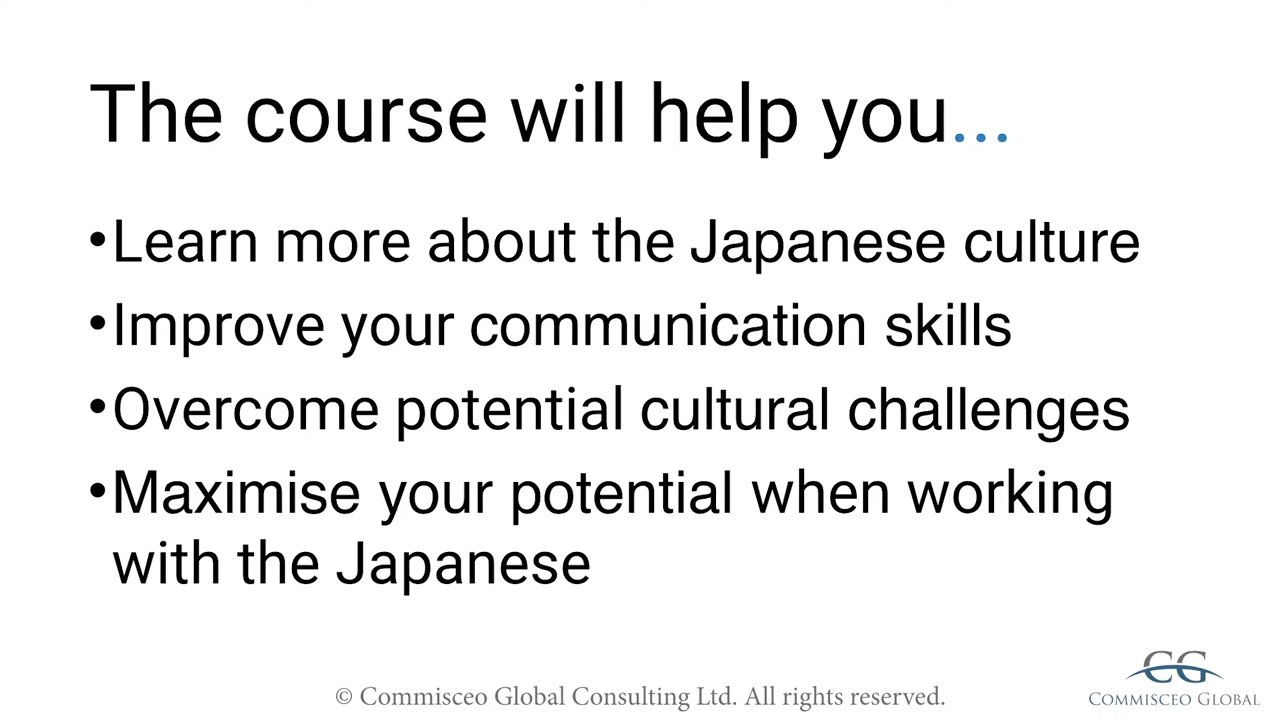 The course will help you...
•Learn more about the Japanese culture
•Improve your communication skills
•Overcome potential cultural challenges
•Maximise your potential when working
with the Japanese
© Commisceo Global Consulting Ltd. All rights reserved.
CG
COMMISCEO GLOBAL